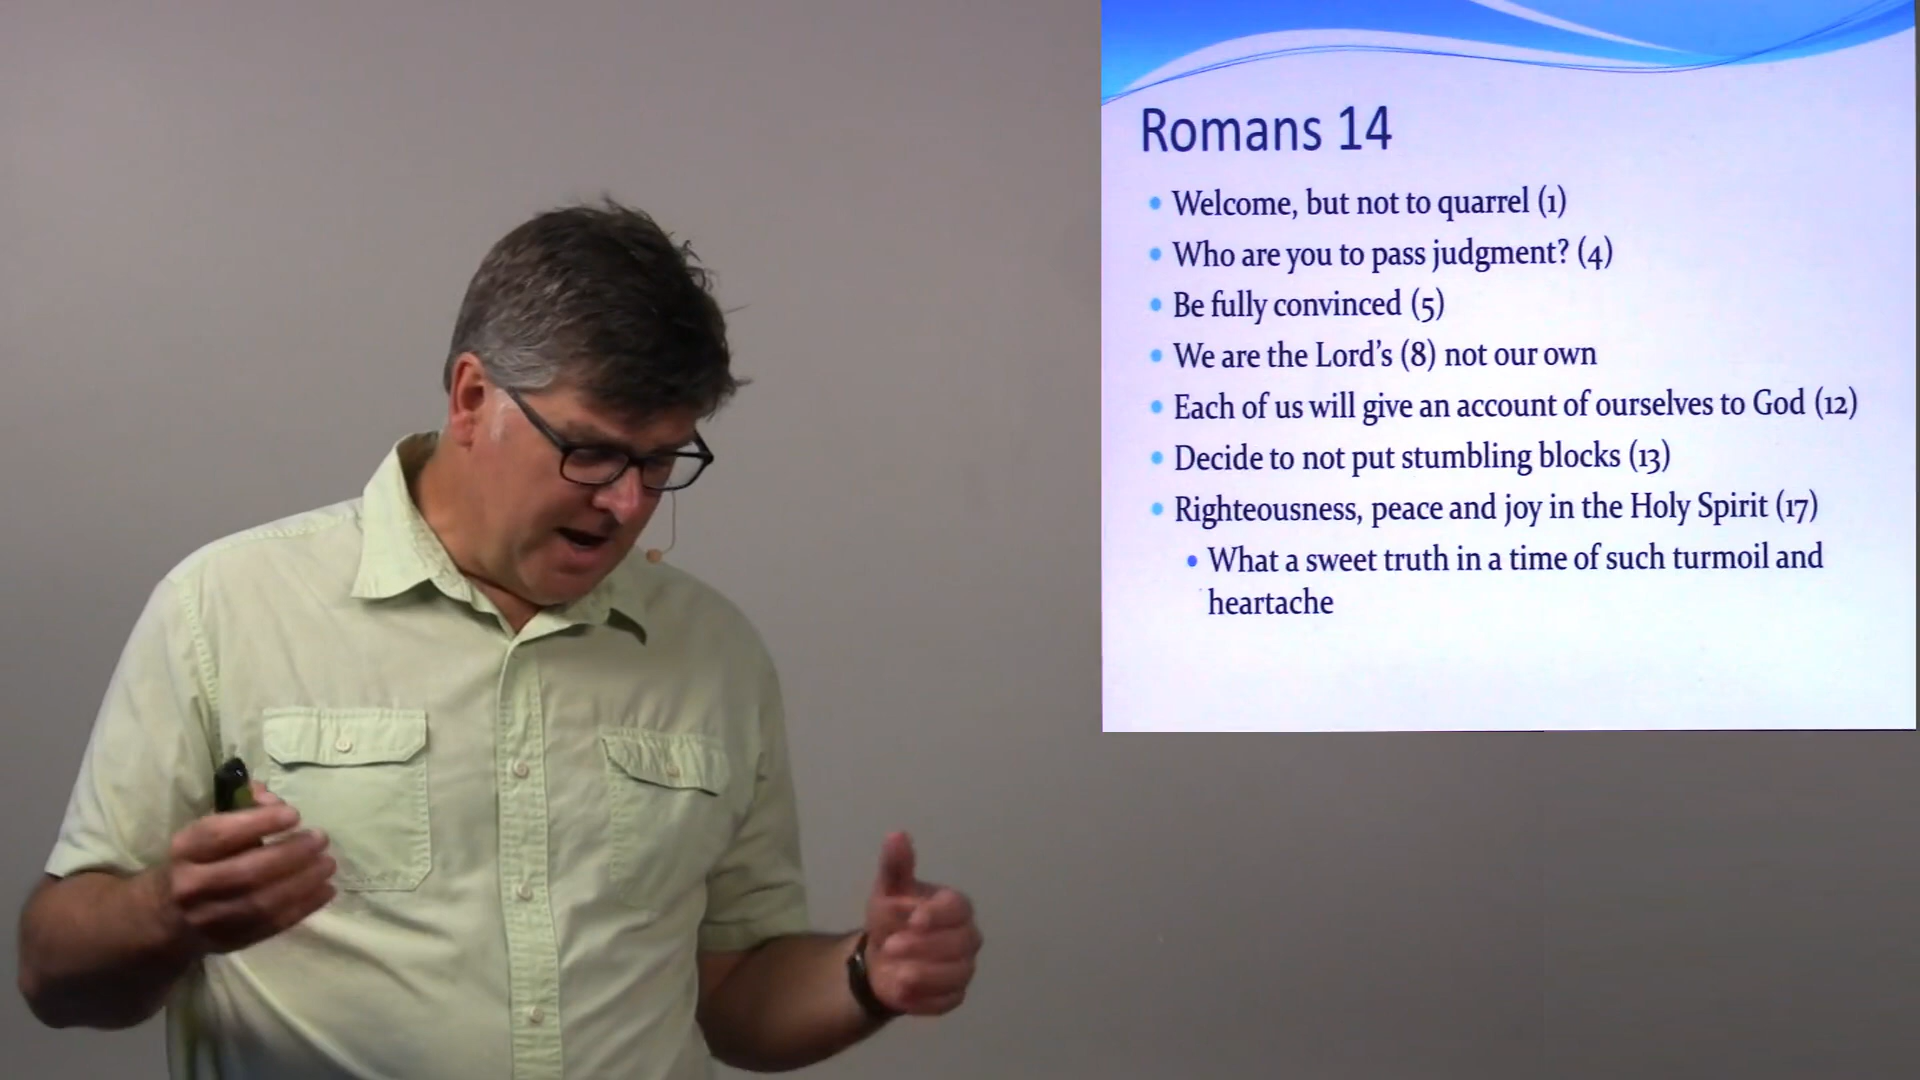 Romans 14
• Welcome, but not to quarrel (1)
• Who are you to pass judgment? (4)
• Be fully convinced (5)
• We are the Lord’s (8) not our own
• Each of us will give an account of ourselves to God (12)
• Decide to not put stumbling blocks (13)
• Righteousness, peace and joy in the Holy Spirit (17)
• What a sweet truth in a time of such turmoil and
heartache